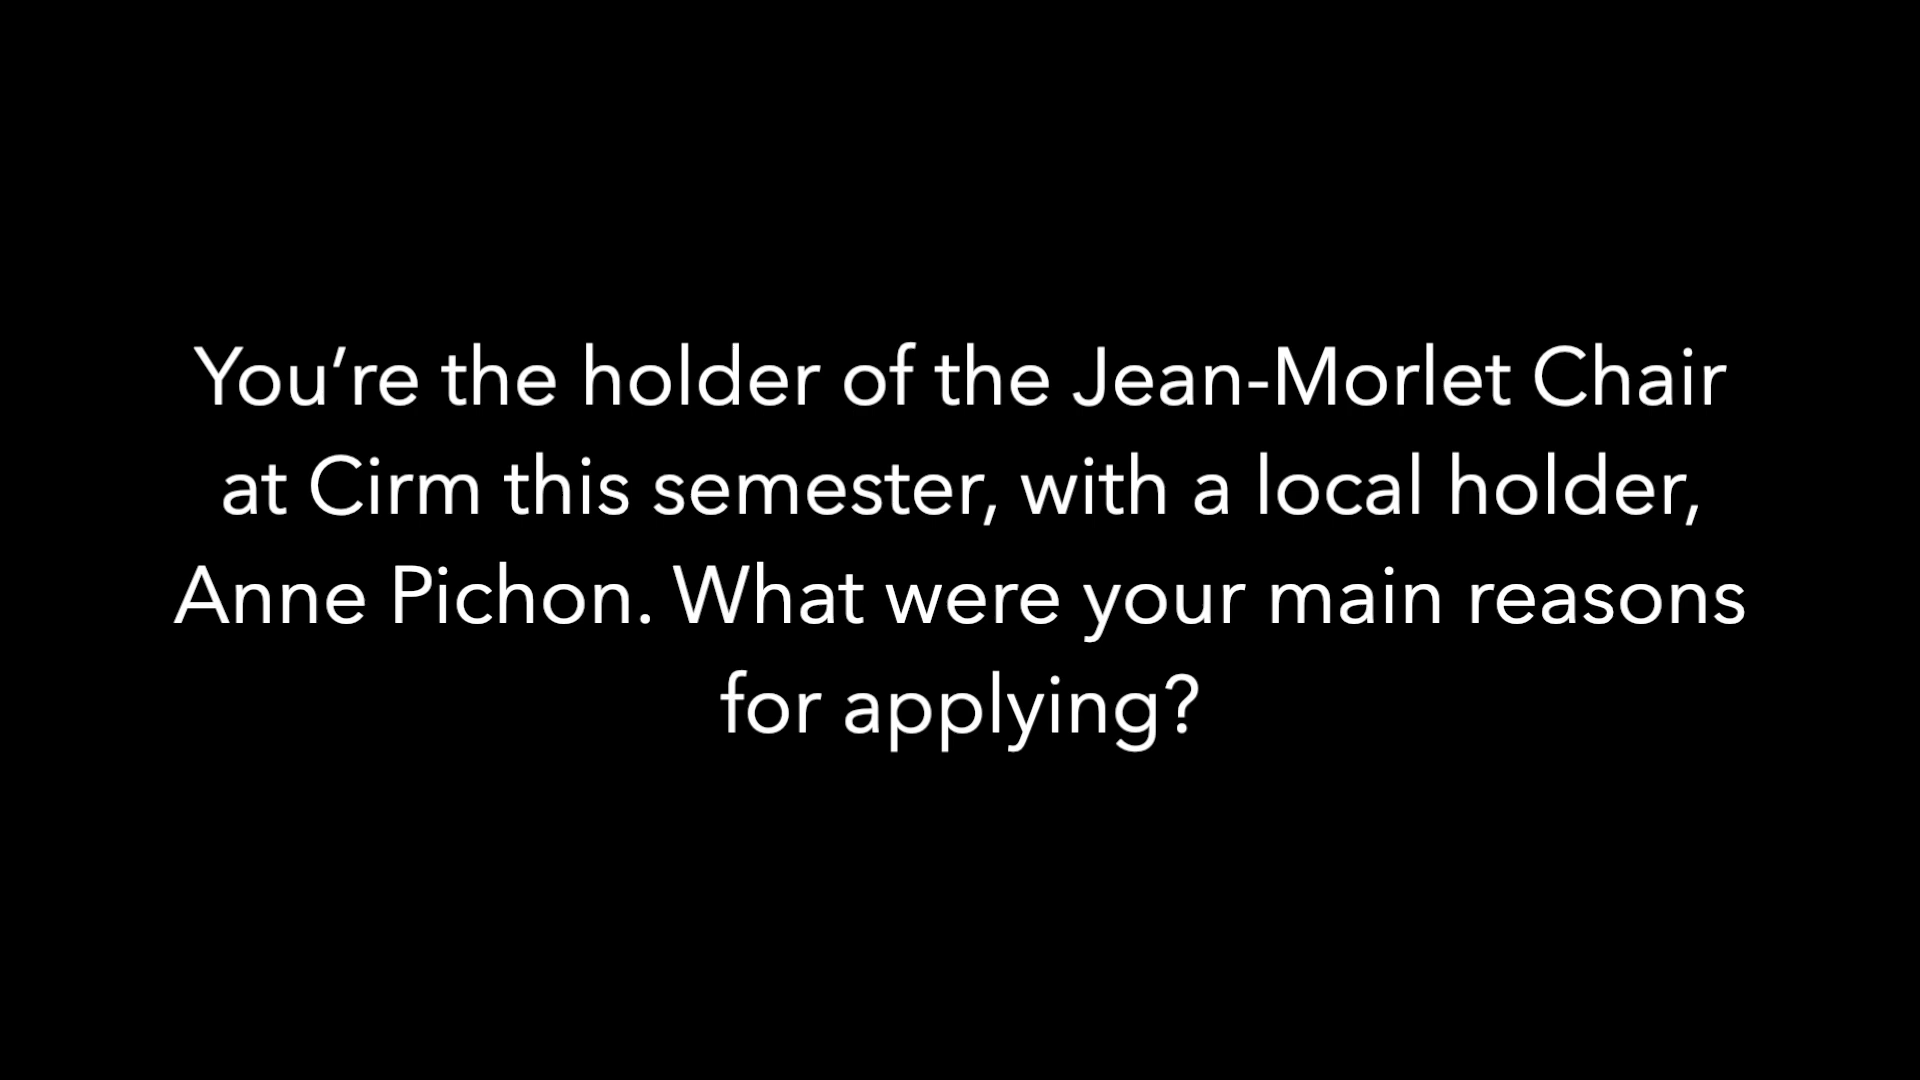 You’re the holder of the Jean-Morlet Chair
at Cirm this semester, with a local holder,
Anne Pichon. What were your main reasons
for applying?